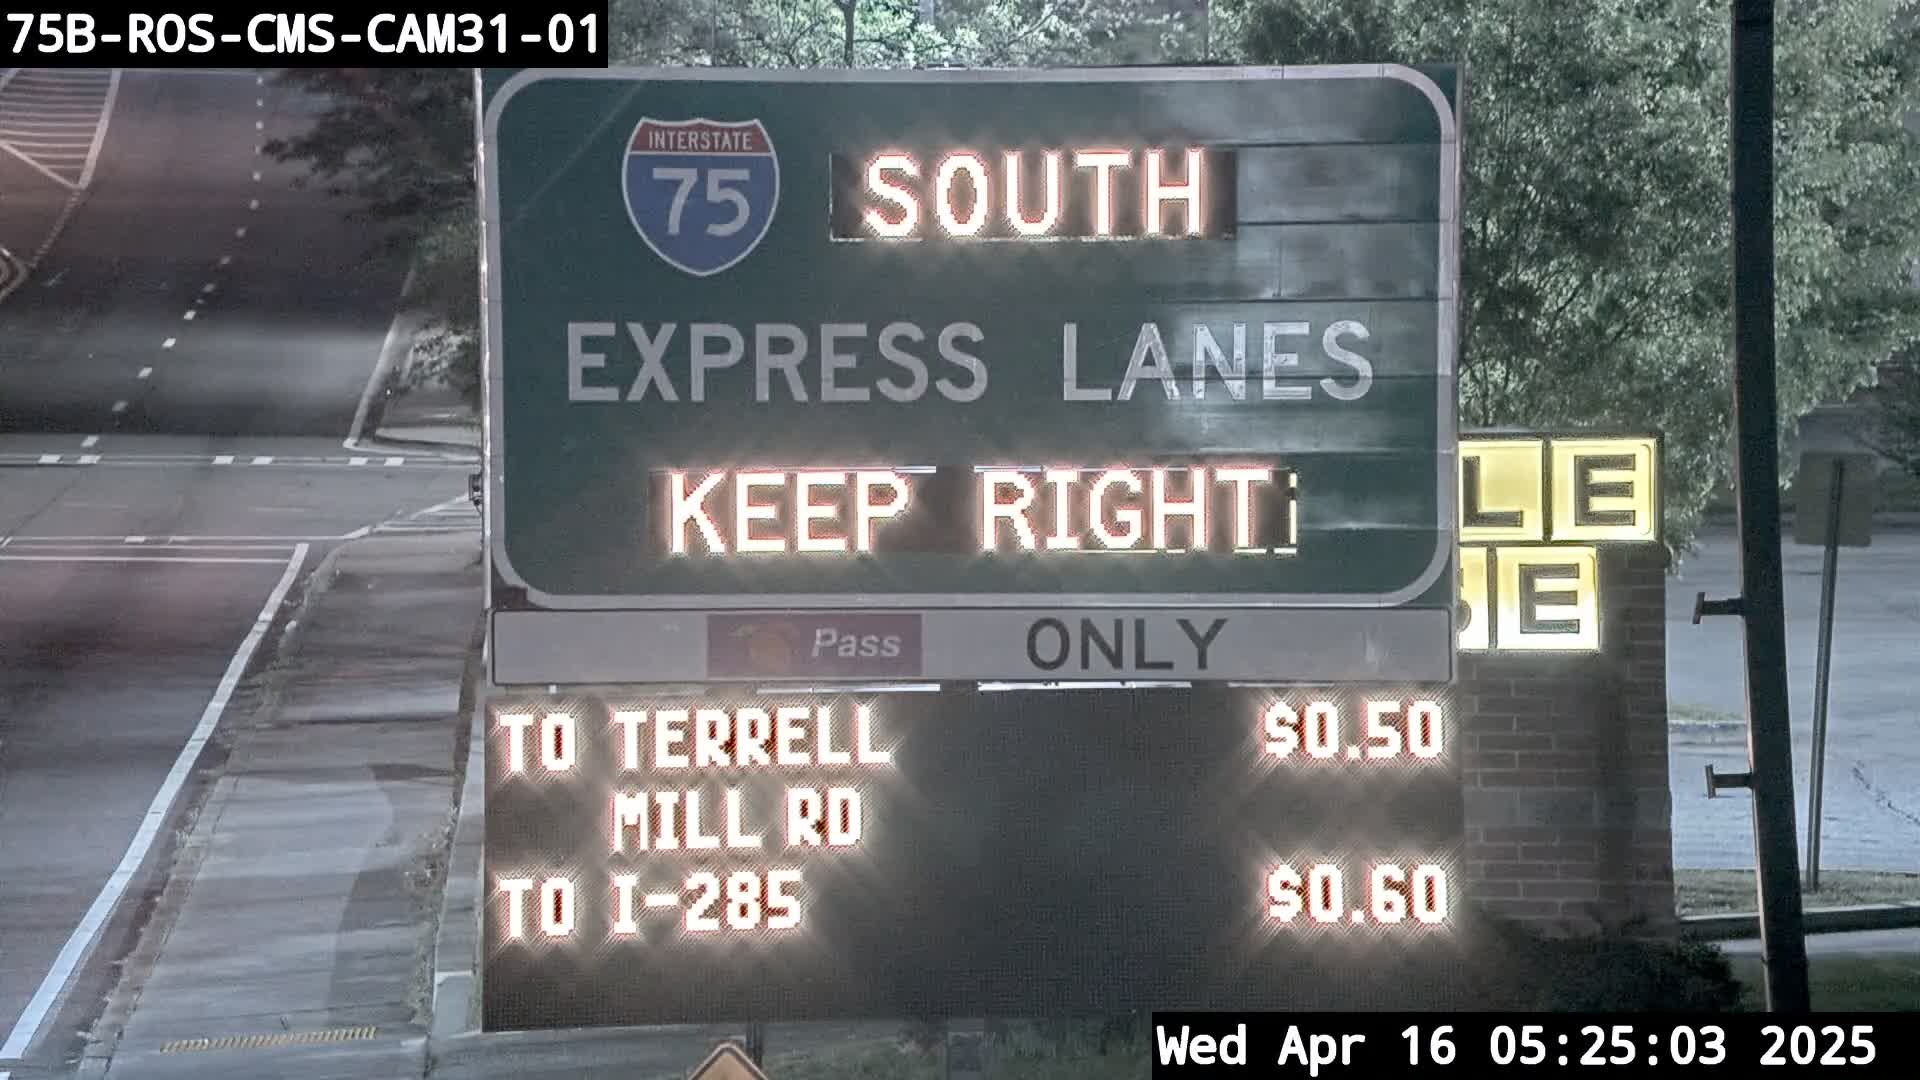 75B-ROS-CMS-CAM31-01
INTERSTATE
75
SOUTH
EXPRESS LANES
KEEP RIGHT
Pass ONLY
TO TERRELL $0.50
MILL RD
TO I-285 $0.60
LE
E
Wed Apr 16 05:25:03 2025